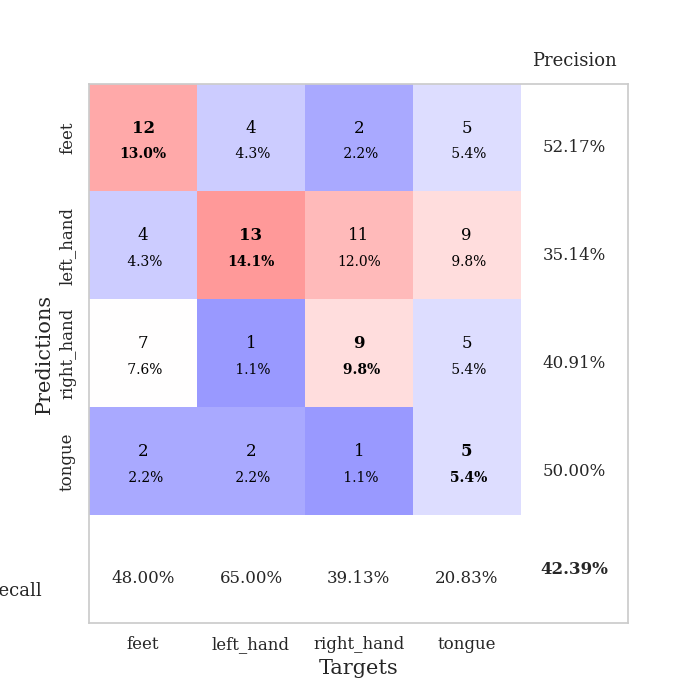 Precision
feet 12 4 2 5
13.0% 4.3% 2.2% 5.4% 52.17%
left_hand 4 13 11 9
4.3% 14.1% 12.0% 9.8% 35.14%
Predictions
right_hand 7 1 9 5
7.6% 1.1% 9.8% 5.4% 40.91%
tongue 2 2 1 5
2.2% 2.2% 1.1% 5.4% 50.00%
ecall 48.00% 65.00% 39.13% 20.83% 42.39%
feet left_hand right_hand tongue
Targets